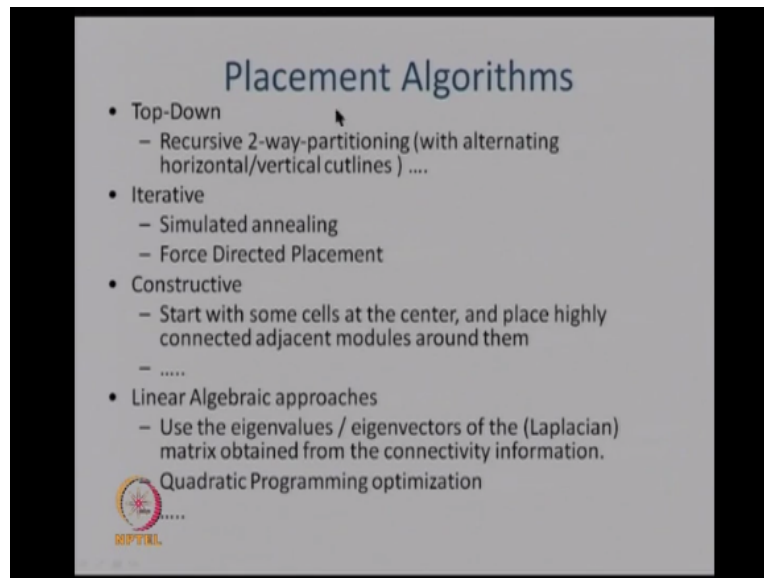 Placement Algorithms
• Top-Down
– Recursive 2-way-partitioning (with alternating
horizontal/vertical cutlines ) ....
• Iterative
– Simulated annealing
– Force Directed Placement
• Constructive
– Start with some cells at the center, and place highly
connected adjacent modules around them
– .....
• Linear Algebraic approaches
– Use the eigenvalues / eigenvectors of the (Laplacian)
matrix obtained from the connectivity information.
Quadratic Programming optimization
.....
NPTEL